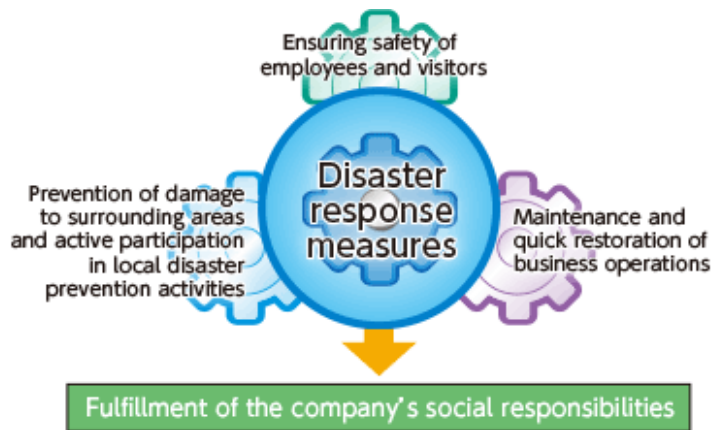 Ensuring safety of
employees and visitors
Disaster
response
measures
Prevention of damage
to surrounding areas
and active participation
in local disaster
prevention activities
Maintenance and
quick restoration of
business operations
Fulfillment of the company's social responsibilities